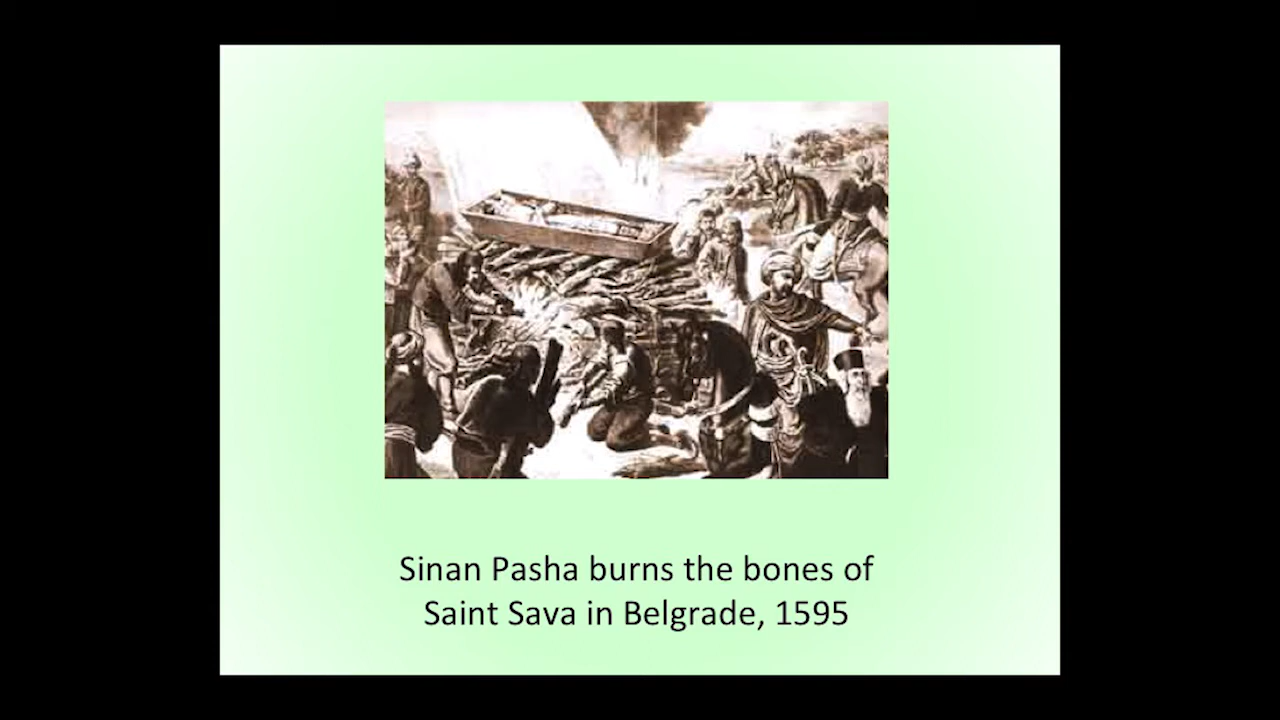 Sinan Pasha burns the bones of
Saint Sava in Belgrade, 1595